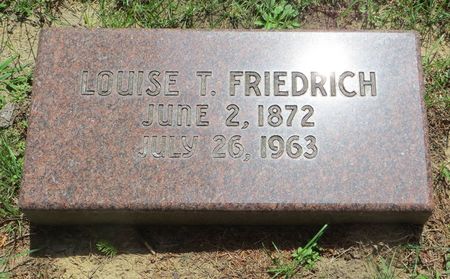 LOUISE T. FRIEDRICH
JUNE 2, 1872
JULY 26, 1963